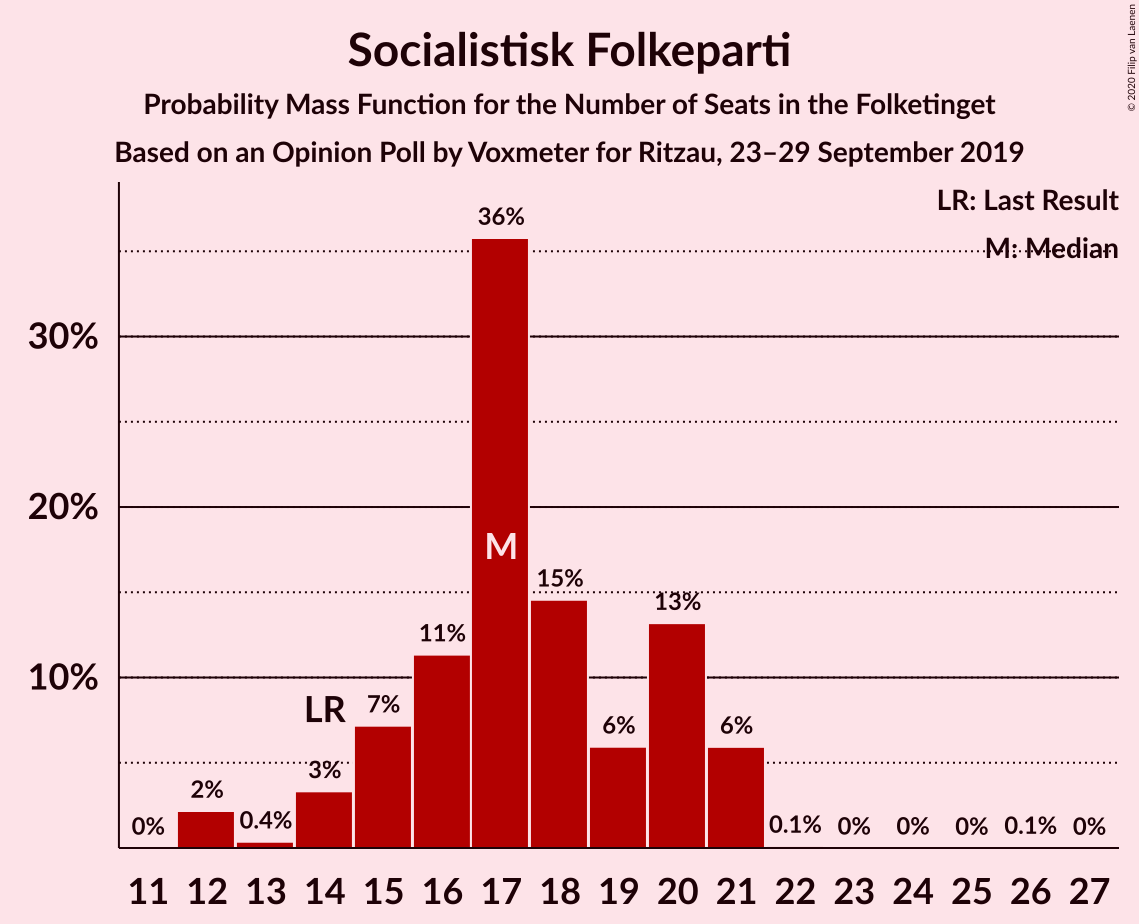 Socialistisk Folkeparti
Probability Mass Function for the Number of Seats in the Folketinget
Based on an Opinion Poll by Voxmeter for Ritzau, 23–29 September 2019
© 2020 Filip van Laenen
LR: Last Result
M: Median
30%
20%
10%
0%
2%
0.4%
LR
3%
7%
11%
36%
M
15%
6%
13%
6%
0.1%
0%
0%
0%
0.1%
0%
11 12 13 14 15 16 17 18 19 20 21 22 23 24 25 26 27